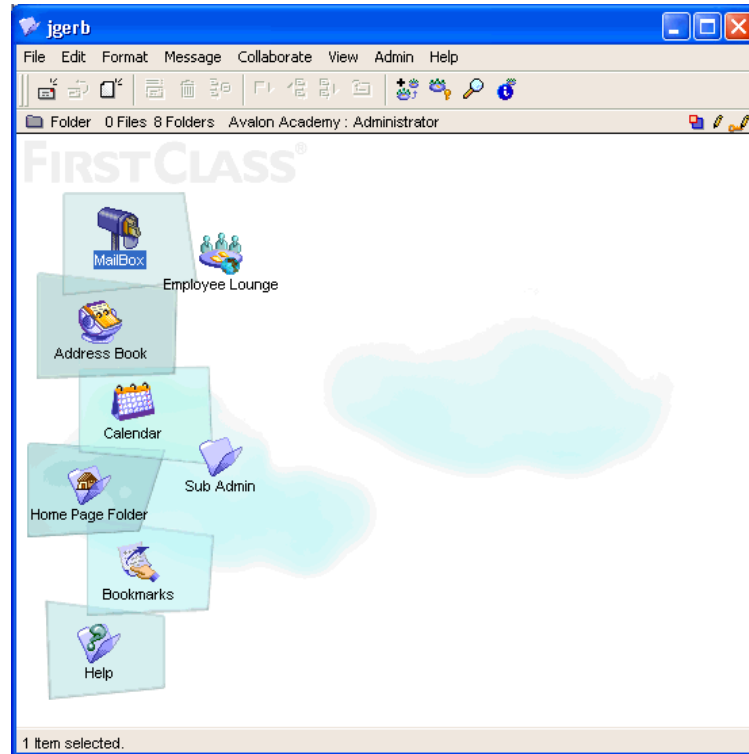 jgerb
File Edit Format Message Collaborate View Admin Help
Folder 0 Files 8 Folders Avalon Academy : Administrator
FIRSTCLASS®
MailBox
Employee Lounge
Address Book
Calendar
Sub Admin
Home Page Folder
Bookmarks
Help
1 Item selected.